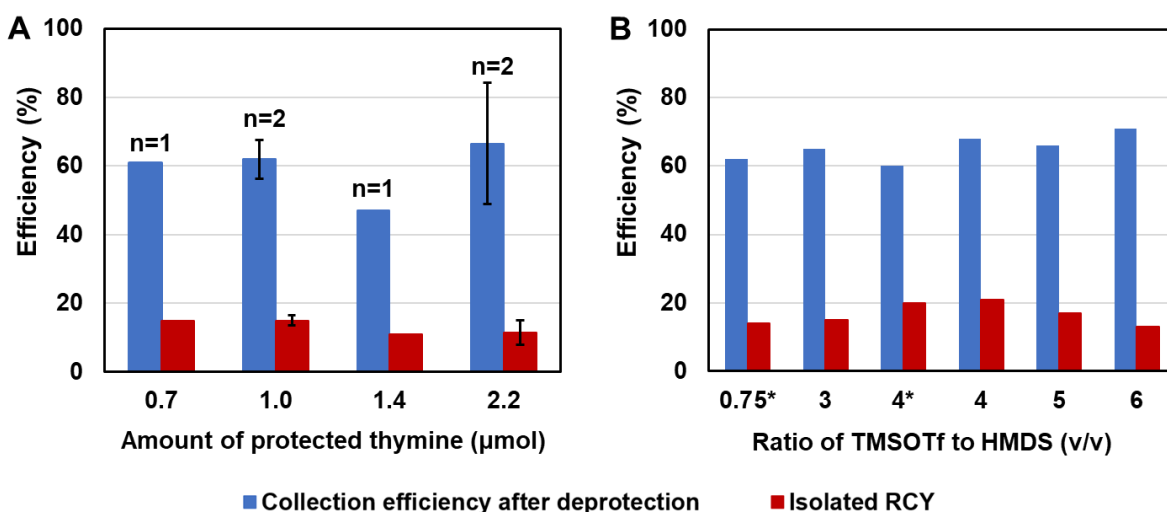 A
Efficiency (%)
100
80
60
40
20
0
n=1
n=2
n=1
n=2
0.7 1.0 1.4 2.2
Amount of protected thymine (µmol)
B
Efficiency (%)
100
80
60
40
20
0
0.75* 3 4* 4 5 6
Ratio of TMSOTf to HMDS (v/v)
Collection efficiency after deprotection Isolated RCY